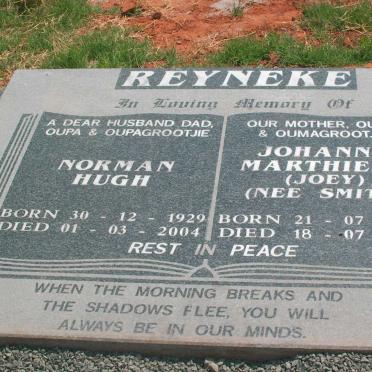 REYNEKE
In Loving Memory Of
A DEAR HUSBAND DAD,
OUPA & OUPAGROOTJIE
NORMAN
HUGH
BORN 30 - 12 - 1929
DIED 01 - 03 - 2004
OUR MOTHER,
& OUMAGROOT
JOHANN
MARTHIE
(JOEY)
(NEE SMIT
BORN 21 - 07
DIED 18 - 07
REST IN PEACE
WHEN THE MORNING BREAKS AND
THE SHADOWS FLEE, YOU WILL
ALWAYS BE IN OUR MINDS.